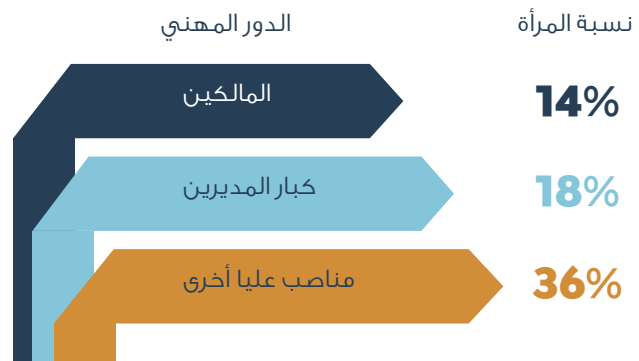 الدور المهني
نسبة المرأة
المالكين
14%
كبار المديرين
18%
مناصب عليا أخرى
36%